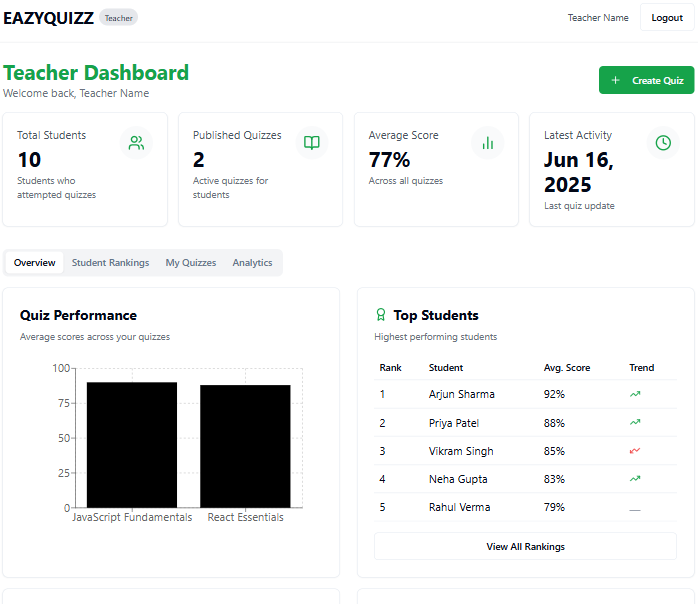 EAZYQUIZZ Teacher Teacher Name Logout
Teacher Dashboard
Welcome back, Teacher Name
+ Create Quiz
Total Students
10
Students who
attempted quizzes
Published Quizzes
2
Active quizzes for
students
Average Score
77%
Across all quizzes
Latest Activity
Jun 16,
2025
Last quiz update
Overview Student Rankings My Quizzes Analytics
Quiz Performance
Average scores across your quizzes
100
75
50
25
0
JavaScript Fundamentals React Essentials
Top Students
Highest performing students
Rank Student Avg. Score Trend
1 Arjun Sharma 92%
2 Priya Patel 88%
3 Vikram Singh 85%
4 Neha Gupta 83%
5 Rahul Verma 79%
View All Rankings